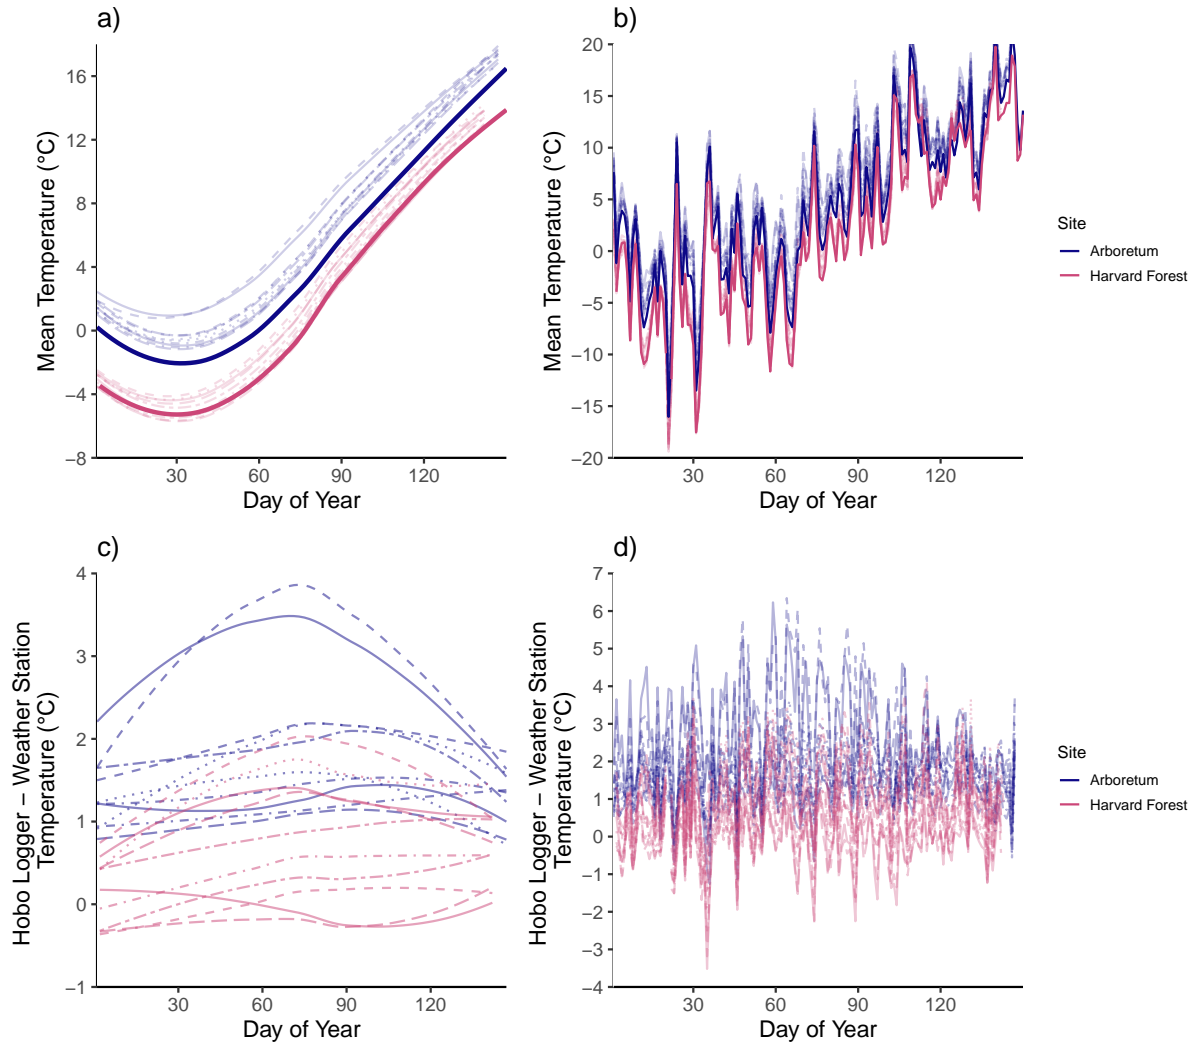 a)
Mean Temperature (°C)
16
12
8
4
0
−4
−8
30
60
90
120
Day of Year
b)
Mean Temperature (°C)
20
15
10
5
0
−5
−10
−15
−20
30
60
90
120
Day of Year
Site
Arboretum
Harvard Forest
c)
Hobo Logger − Weather Station
Temperature (°C)
4
3
2
1
0
−1
30
60
90
120
Day of Year
d)
Hobo Logger − Weather Station
Temperature (°C)
7
6
5
4
3
2
1
0
−1
−2
−3
−4
30
60
90
120
Day of Year
Site
Arboretum
Harvard Forest